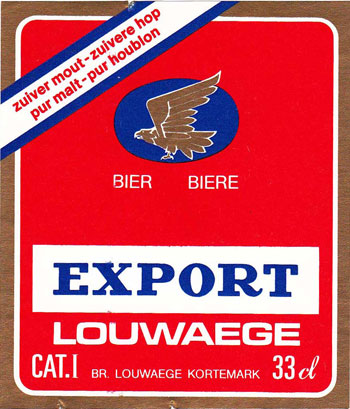 zuiver mout-zuivere hop
pur malt-pur houblon
BIER BIERE
EXPORT
LOUWAEGE
CAT.I BR. LOUWAEGE KORTEMARK 33 cl